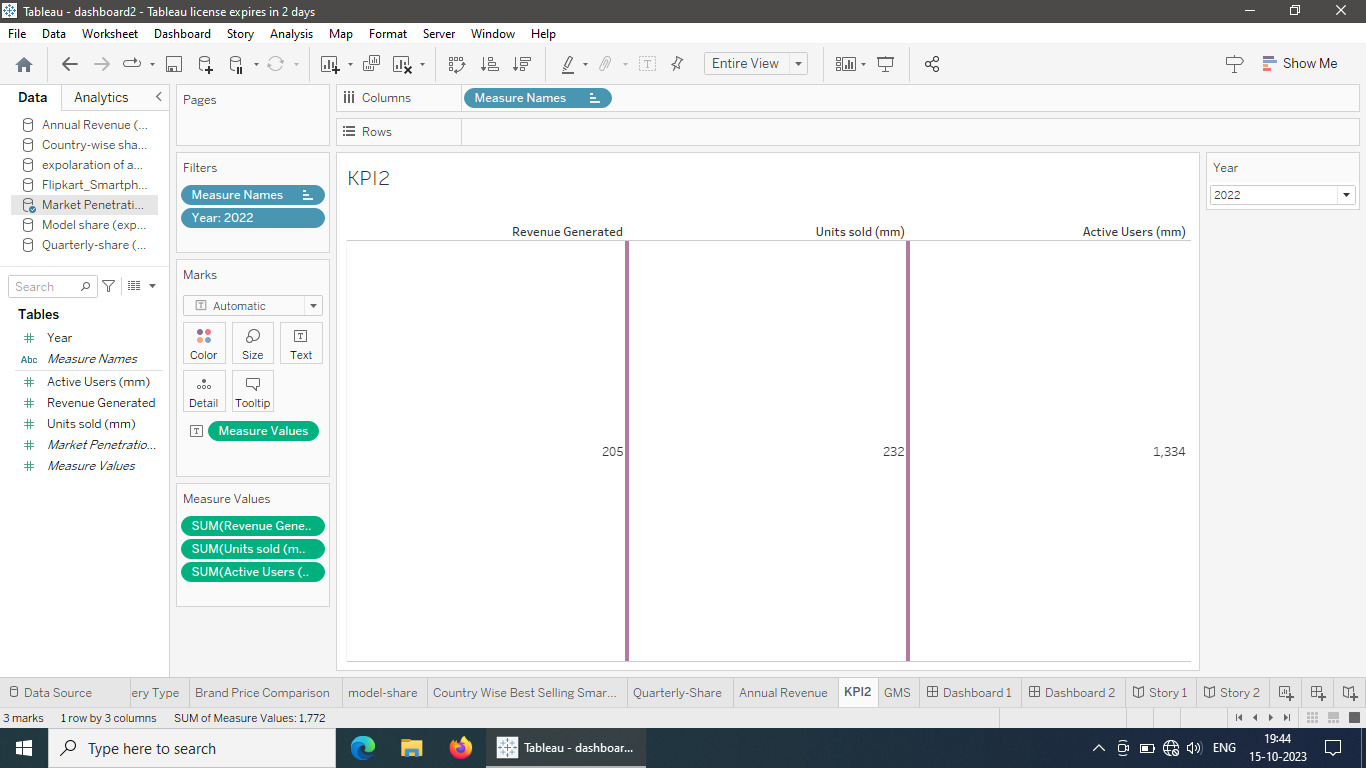 Tableau - dashboard2 - Tableau license expires in 2 days
File Data Worksheet Dashboard Story Analysis Map Format Server Window Help
Entire View
Show Me
Data Analytics
Annual Revenue (...
Country-wise sha...
expolaration of a...
Flipkart_Smartph...
Market Penetrati...
Model share (exp...
Quarterly-share (...
Search
Tables
Year
Abc Measure Names
Active Users (mm)
Revenue Generated
Units sold (mm)
Market Penetratio...
Measure Values
Pages
Filters
Measure Names
Year: 2022
Marks
Automatic
Color Size Text
Detail Tooltip
Measure Values
Measure Values
SUM(Revenue Gene..
SUM(Units sold (m..
SUM(Active Users (..
Columns Measure Names
Rows
KPI2
Revenue Generated Units sold (mm) Active Users (mm)
205 232 1,334
Year
2022
Data Source ery Type Brand Price Comparison model-share Country Wise Best Selling Smar... Quarterly-Share Annual Revenue KPI2 GMS Dashboard 1 Dashboard 2 Story 1 Story 2
3 marks 1 row by 3 columns SUM of Measure Values: 1,772
Type here to search
Tableau - dashboar...
ENG
19:44
15-10-2023